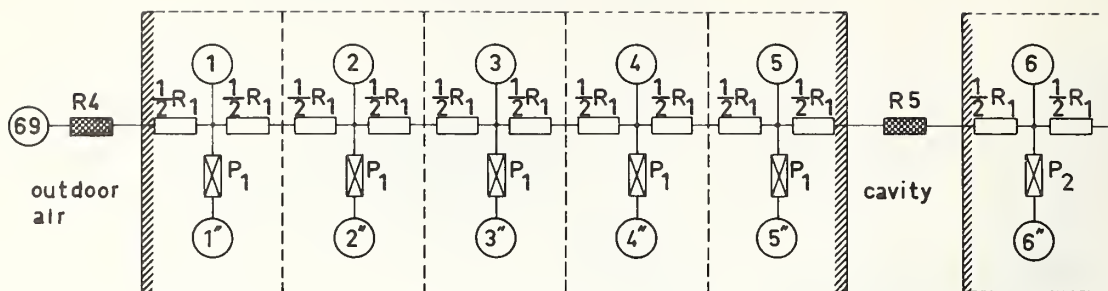 1 2 3 4 5 6
R4 ½R₁ ½R₁ ½R₁ ½R₁ ½R₁ ½R₁ ½R₁ ½R₁ ½R₁ ½R₁ R5 ½R₁ ½R₁
69
P₁ P₁ P₁ P₁ P₁ P₂
outdoor cavity
air
1″ 2″ 3″ 4″ 5″ 6″